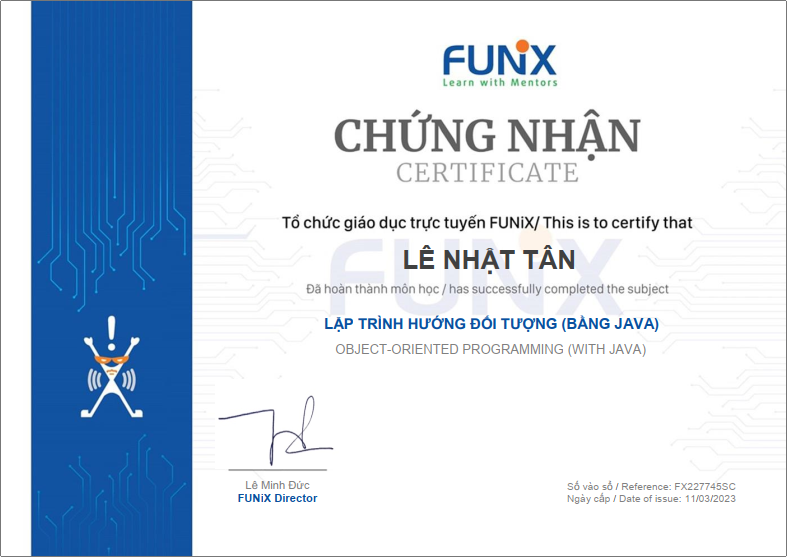 FUNiX
Learn with Mentors
CHỨNG NHẬN
CERTIFICATE
Tổ chức giáo dục trực tuyến FUNiX/ This is to certify that
LÊ NHẬT TÂN
Đã hoàn thành môn học / has successfully completed the subject
LẬP TRÌNH HƯỚNG ĐỐI TƯỢNG (BẰNG JAVA)
OBJECT-ORIENTED PROGRAMMING (WITH JAVA)
Lê Minh Đức
FUNiX Director
Số vào sổ / Reference: FX227745SC
Ngày cấp / Date of issue: 11/03/2023